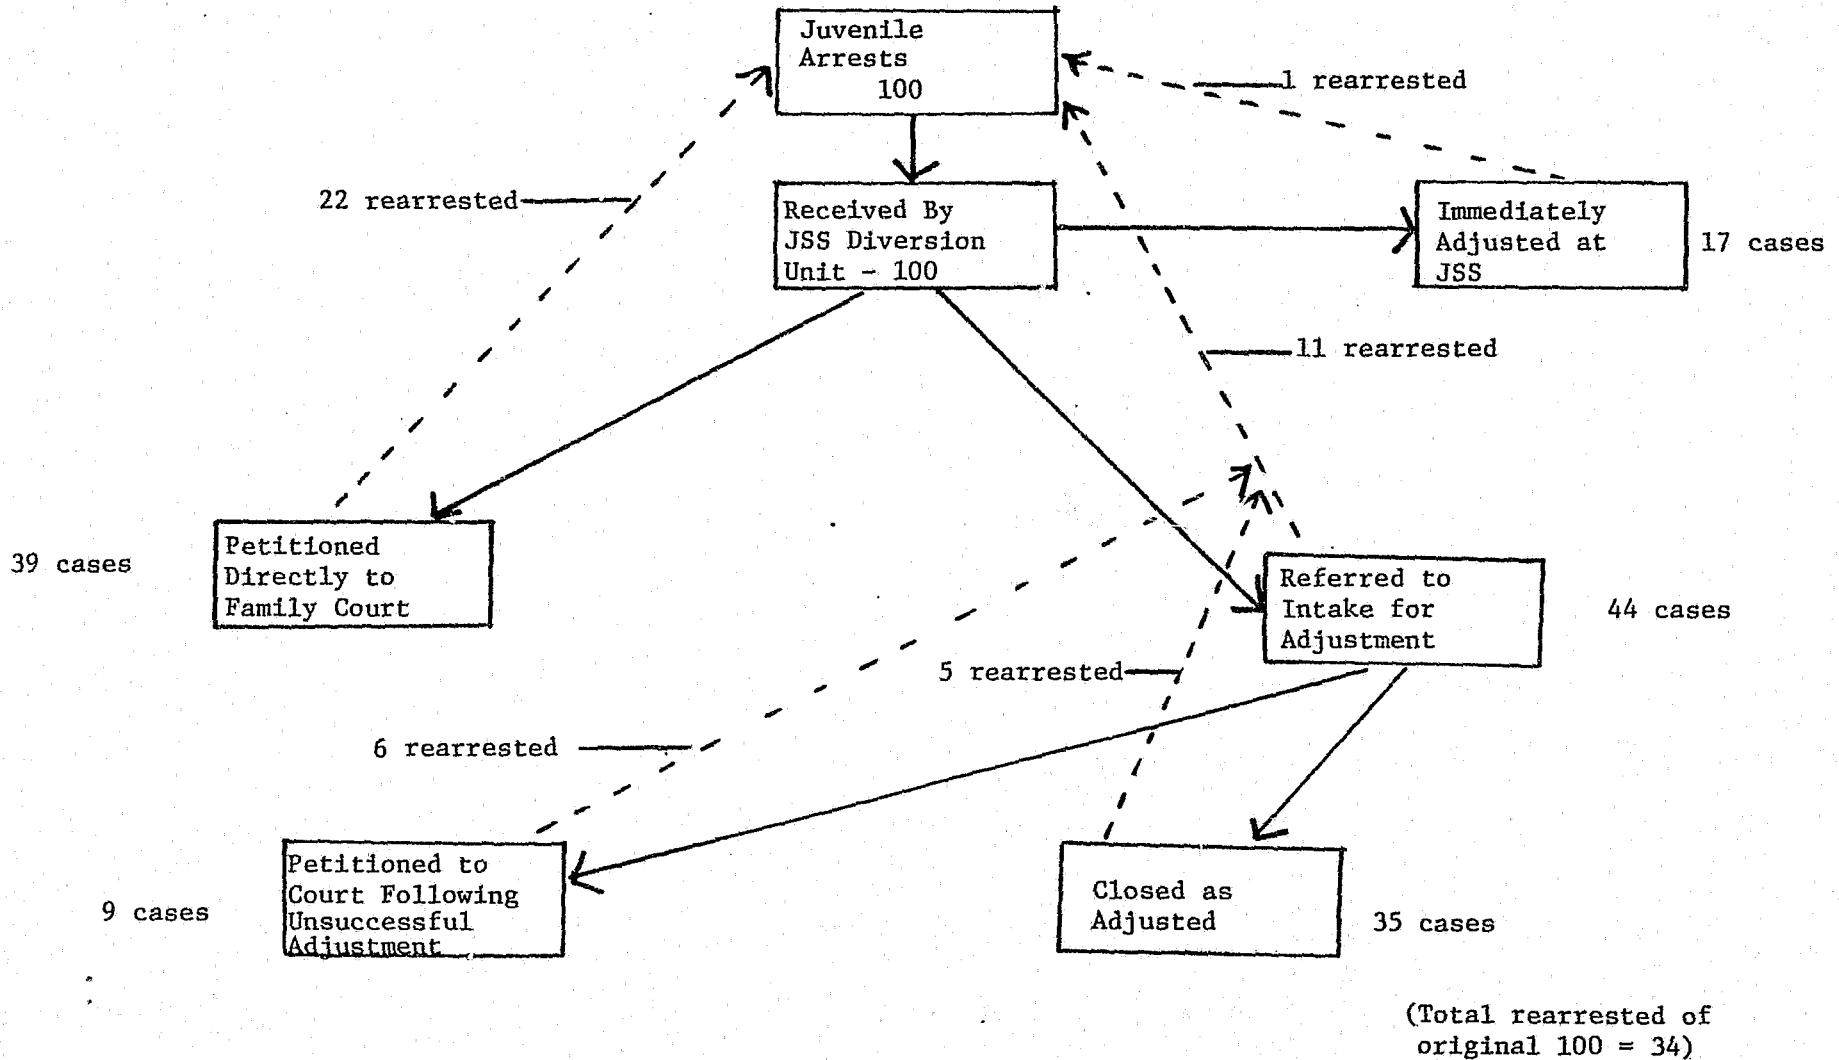 Juvenile
Arrests
100
1 rearrested
22 rearrested
Received By
JSS Diversion
Unit - 100
Immediately
Adjusted at
JSS
17 cases
11 rearrested
39 cases
Petitioned
Directly to
Family Court
Referred to
Intake for
Adjustment
44 cases
5 rearrested
6 rearrested
9 cases
Petitioned to
Court Following
Unsuccessful
Adjustment
Closed as
Adjusted
35 cases
(Total rearrested of
original 100 = 34)